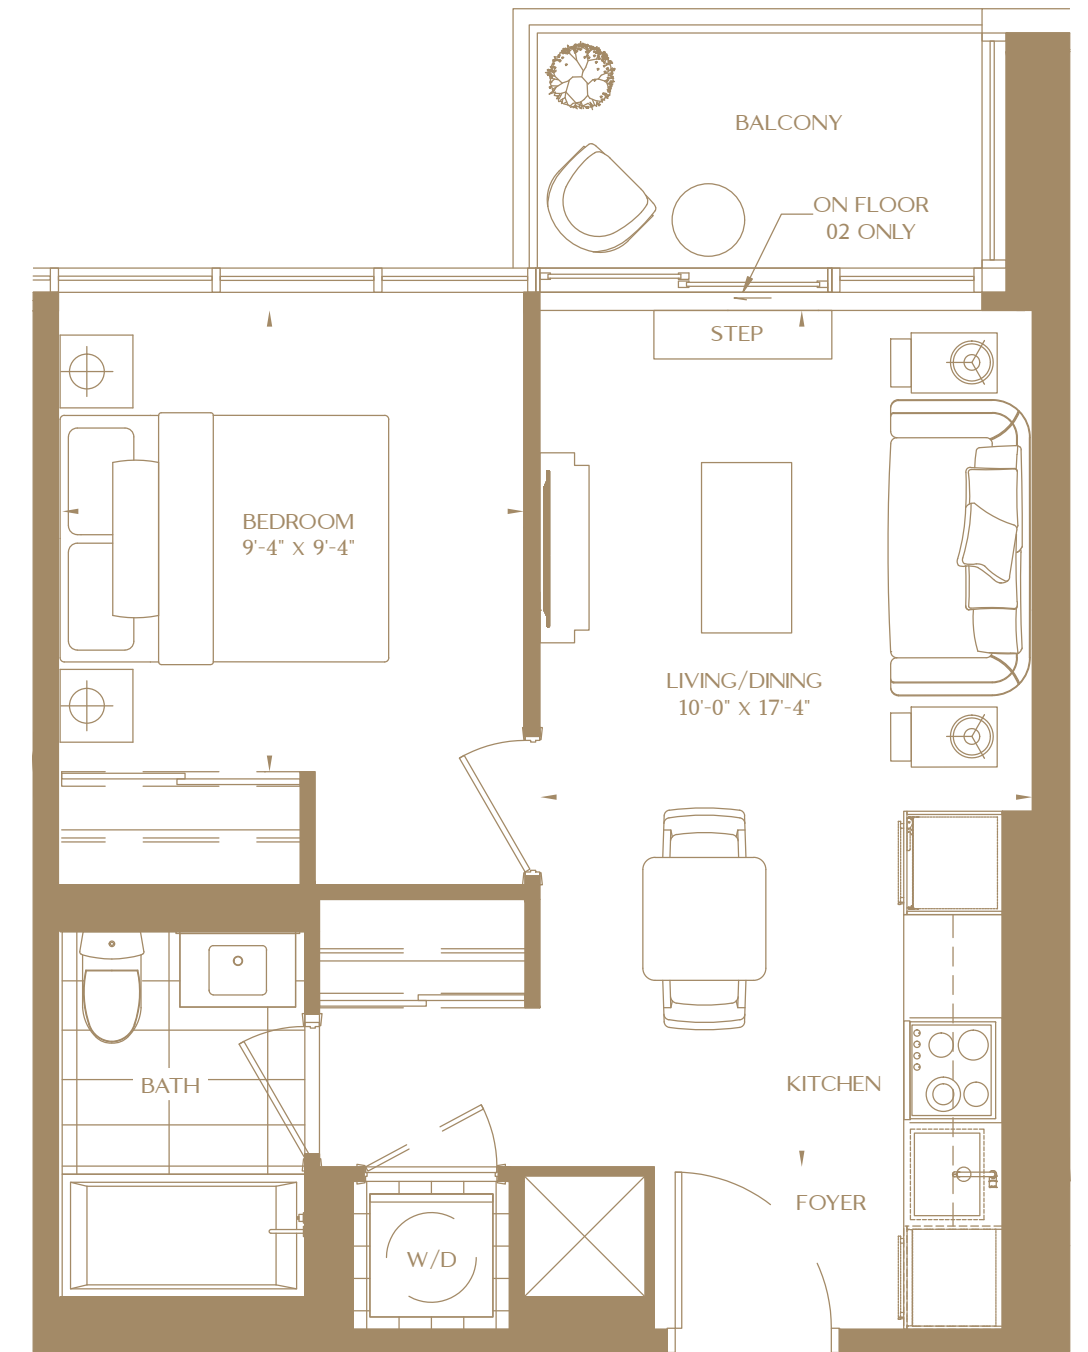 BALCONY
ON FLOOR
02 ONLY
STEP
BEDROOM
9'-4" X 9'-4"
LIVING/DINING
10'-0" X 17'-4"
KITCHEN
BATH
FOYER
W/D